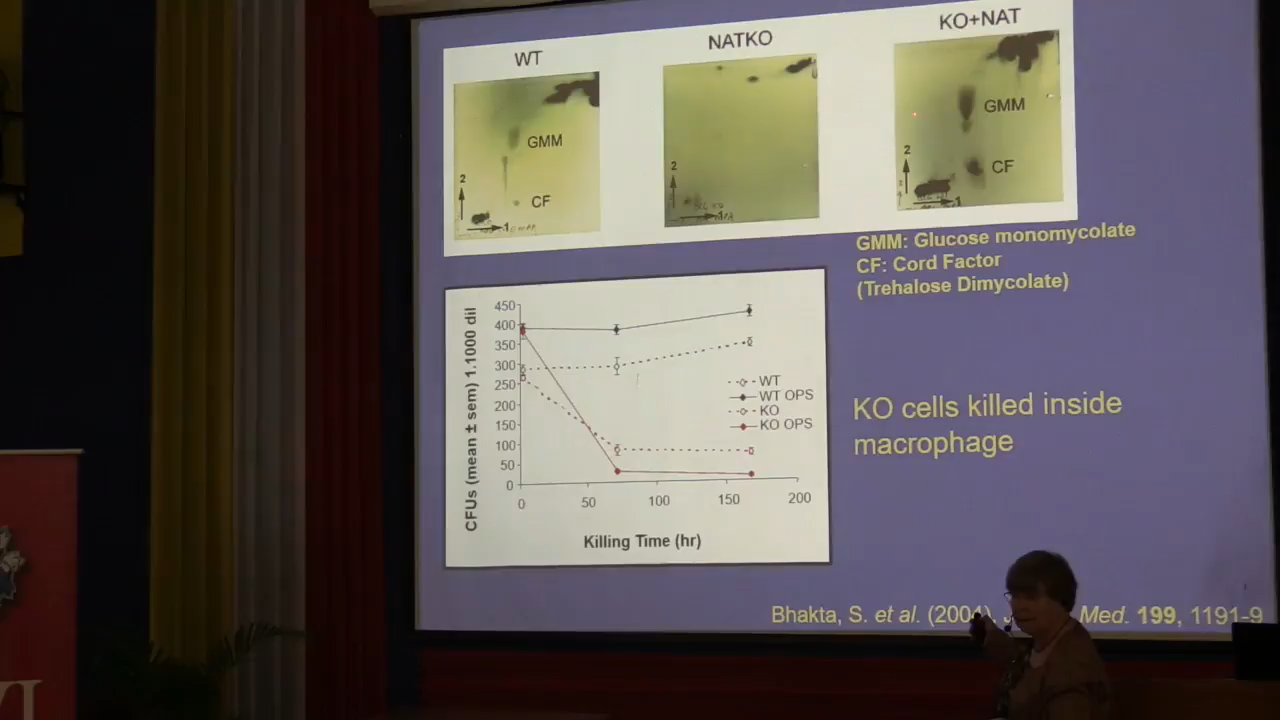 WT
NATKO
KO+NAT
GMM
CF
2
1
2
1
GMM
CF
2
1
GMM: Glucose monomycolate
CF: Cord Factor
(Trehalose Dimycolate)
CFUs (mean ± sem) 1.1000 dil
450
400
350
300
250
200
150
100
50
0
0
50
100
150
200
Killing Time (hr)
WT
WT OPS
KO
KO OPS
KO cells killed inside
macrophage
Bhakta, S. et al. (2004). J. Med. 199, 1191-9